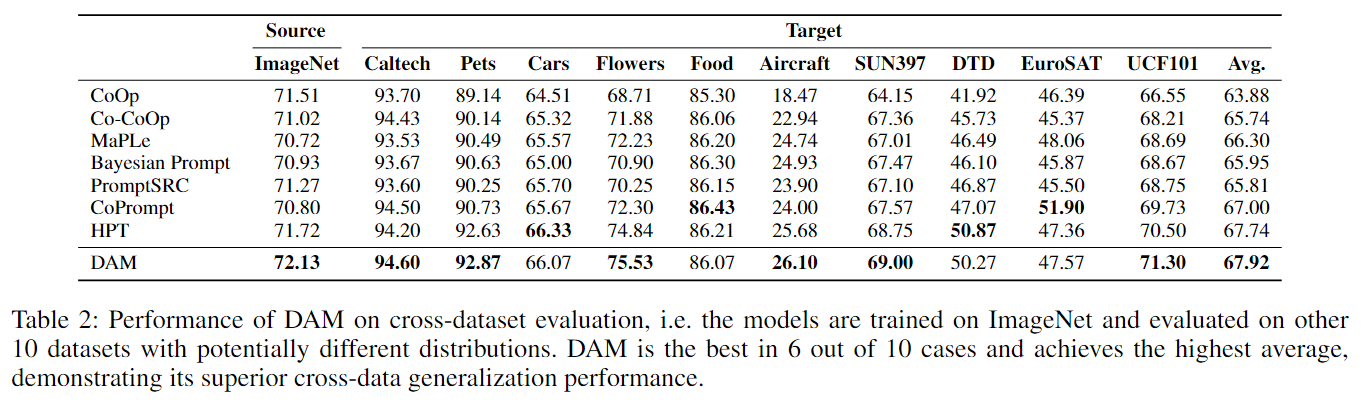 Source Target
ImageNet Caltech Pets Cars Flowers Food Aircraft SUN397 DTD EuroSAT UCF101 Avg.
CoOp 71.51 93.70 89.14 64.51 68.71 85.30 18.47 64.15 41.92 46.39 66.55 63.88
Co-CoOp 71.02 94.43 90.14 65.32 71.88 86.06 22.94 67.36 45.73 45.37 68.21 65.74
MaPLe 70.72 93.53 90.49 65.57 72.23 86.20 24.74 67.01 46.49 48.06 68.69 66.30
Bayesian Prompt 70.93 93.67 90.63 65.00 70.90 86.30 24.93 67.47 46.10 45.87 68.67 65.95
PromptSRC 71.27 93.60 90.25 65.70 70.25 86.15 23.90 67.10 46.87 45.50 68.75 65.81
CoPrompt 70.80 94.50 90.73 65.67 72.30 86.43 24.00 67.57 47.07 51.90 69.73 67.00
HPT 71.72 94.20 92.63 66.33 74.84 86.21 25.68 68.75 50.87 47.36 70.50 67.74
DAM 72.13 94.60 92.87 66.07 75.53 86.07 26.10 69.00 50.27 47.57 71.30 67.92
Table 2: Performance of DAM on cross-dataset evaluation, i.e. the models are trained on ImageNet and evaluated on other
10 datasets with potentially different distributions. DAM is the best in 6 out of 10 cases and achieves the highest average,
demonstrating its superior cross-data generalization performance.